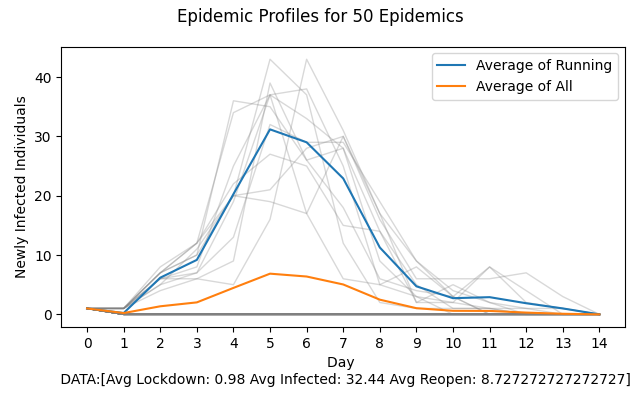 Epidemic Profiles for 50 Epidemics
Average of Running
Average of All
Newly Infected Individuals
40
30
20
10
0
0 1 2 3 4 5 6 7 8 9 10 11 12 13 14
Day
DATA:[Avg Lockdown: 0.98 Avg Infected: 32.44 Avg Reopen: 8.727272727272727]